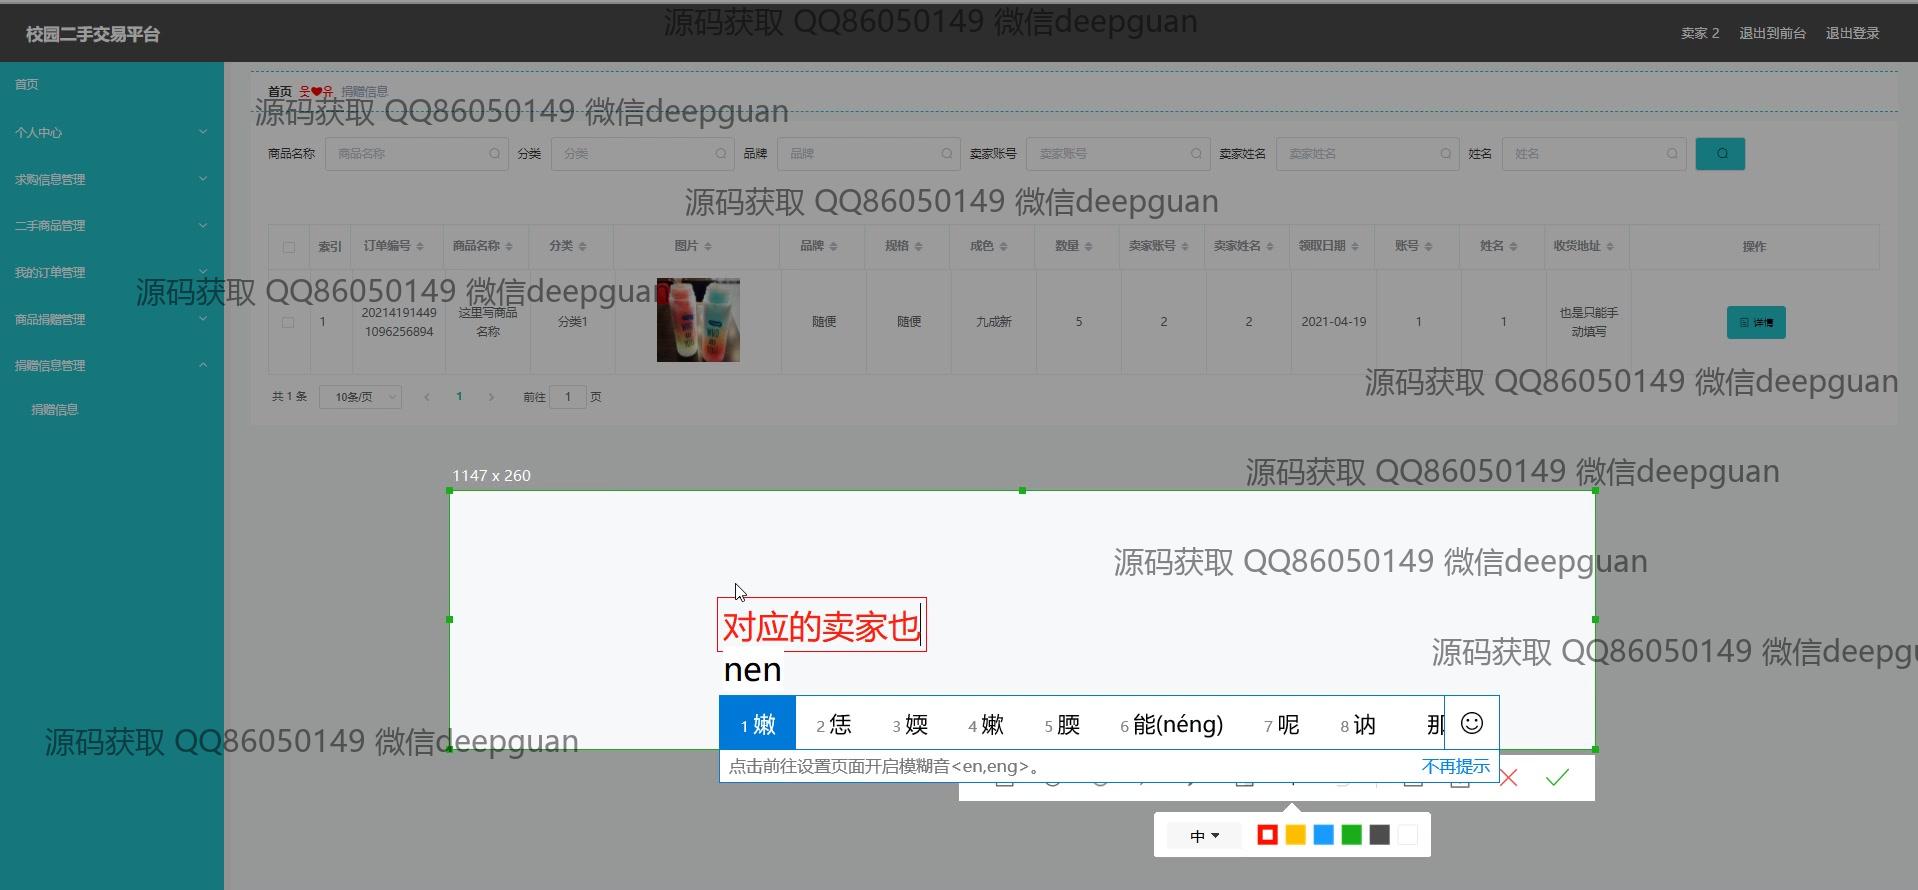 源码获取 QQ86050149 微信deepguan
校园二手交易平台
卖家 2 退出到前台 退出登录
首页
个人中心
求购信息管理
二手商品管理
我的订单管理
商品捐赠管理
捐赠信息管理
捐赠信息
首页 웃❤유 捐赠信息
源码获取 QQ86050149 微信deepguan
商品名称 商品名称 分类 分类 品牌 品牌 卖家账号 卖家账号 卖家姓名 卖家姓名 姓名 姓名
源码获取 QQ86050149 微信deepguan
索引 订单编号 商品名称 分类 图片 品牌 规格 成色 数量 卖家账号 卖家姓名 领取日期 账号 姓名 收货地址 操作
源码获取 QQ86050149 微信deepguan
1 20214191449 1096256894 这里写商品名称 分类1 随便 随便 九成新 5 2 2 2021-04-19 1 1 也是只能手动填写 详情
源码获取 QQ86050149 微信deepguan
共 1 条 10条/页 1 前往 1 页
源码获取 QQ86050149 微信deepguan
1147 x 260
源码获取 QQ86050149 微信deepguan
对应的卖家也
源码获取 QQ86050149 微信deepgu
nen
1 嫩 2 恁 3 媆 4 嫰 5 腝 6 能(néng) 7 呢 8 讷 那
源码获取 QQ86050149 微信deepguan
点击前往设置页面开启模糊音<en,eng>。 不再提示
中